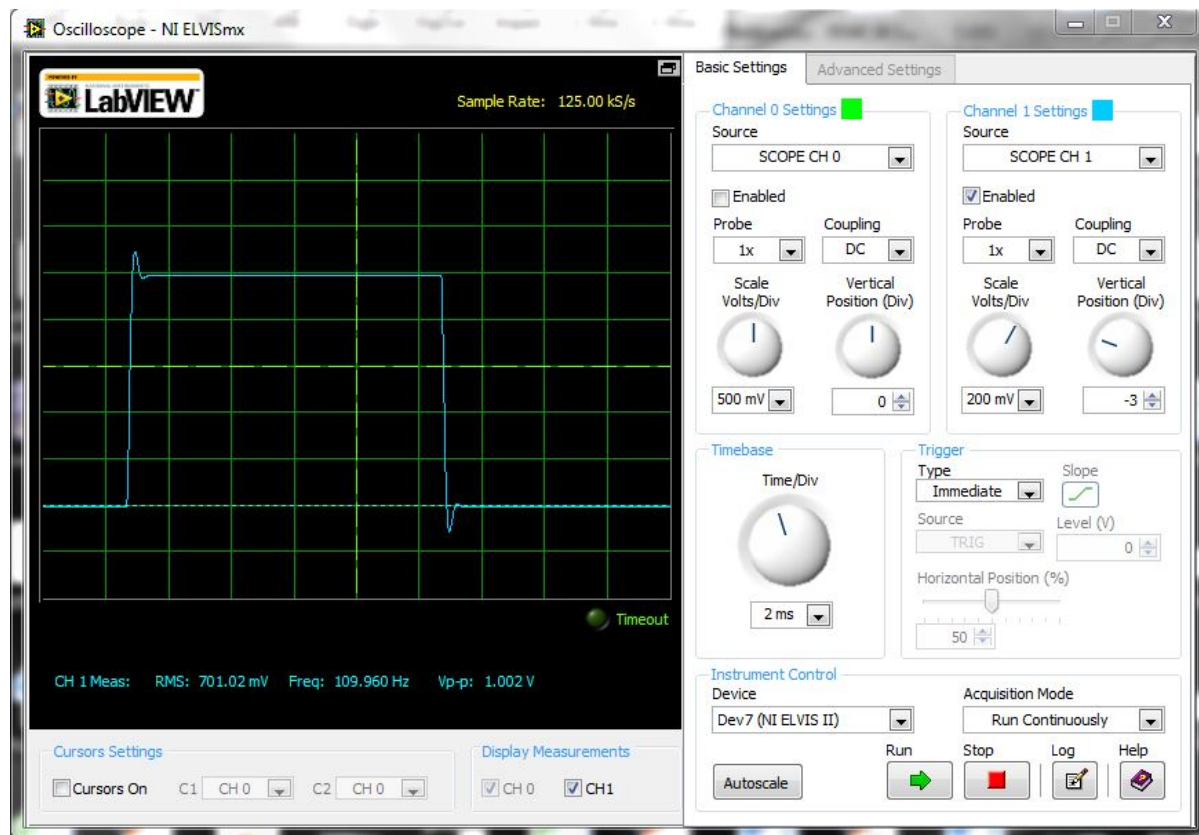 Oscilloscope - NI ELVISmx
POWERED BY
LabVIEW
Sample Rate: 125.00 kS/s
Timeout
CH 1 Meas: RMS: 701.02 mV Freq: 109.960 Hz Vp-p: 1.002 V
Cursors Settings
Cursors On C1 CH 0 C2 CH 0
Display Measurements
CH 0 CH1
Basic Settings Advanced Settings
Channel 0 Settings
Source
SCOPE CH 0
Enabled
Probe Coupling
1x DC
Scale Vertical
Volts/Div Position (Div)
500 mV 0
Channel 1 Settings
Source
SCOPE CH 1
Enabled
Probe Coupling
1x DC
Scale Vertical
Volts/Div Position (Div)
200 mV -3
Timebase
Time/Div
2 ms
Trigger
Type Slope
Immediate
Source Level (V)
TRIG 0
Horizontal Position (%)
50
Instrument Control
Device Acquisition Mode
Dev7 (NI ELVIS II) Run Continuously
Run Stop Log Help
Autoscale